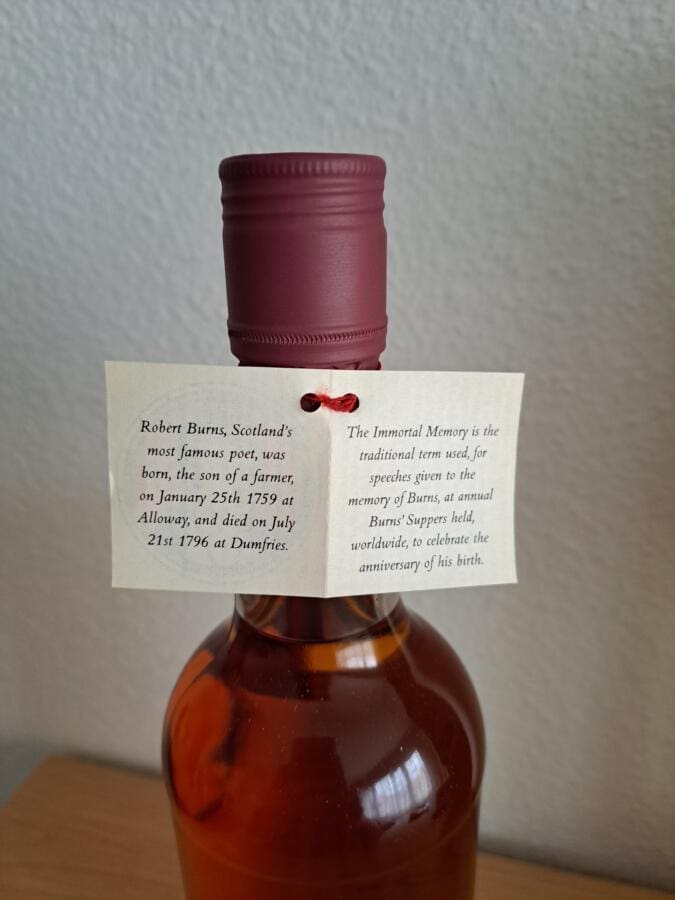 Robert Burns, Scotland's
most famous poet, was
born, the son of a farmer,
on January 25th 1759 at
Alloway, and died on July
21st 1796 at Dumfries.
The Immortal Memory is the
traditional term used, for
speeches given to the
memory of Burns, at annual
Burns' Suppers held,
worldwide, to celebrate the
anniversary of his birth.